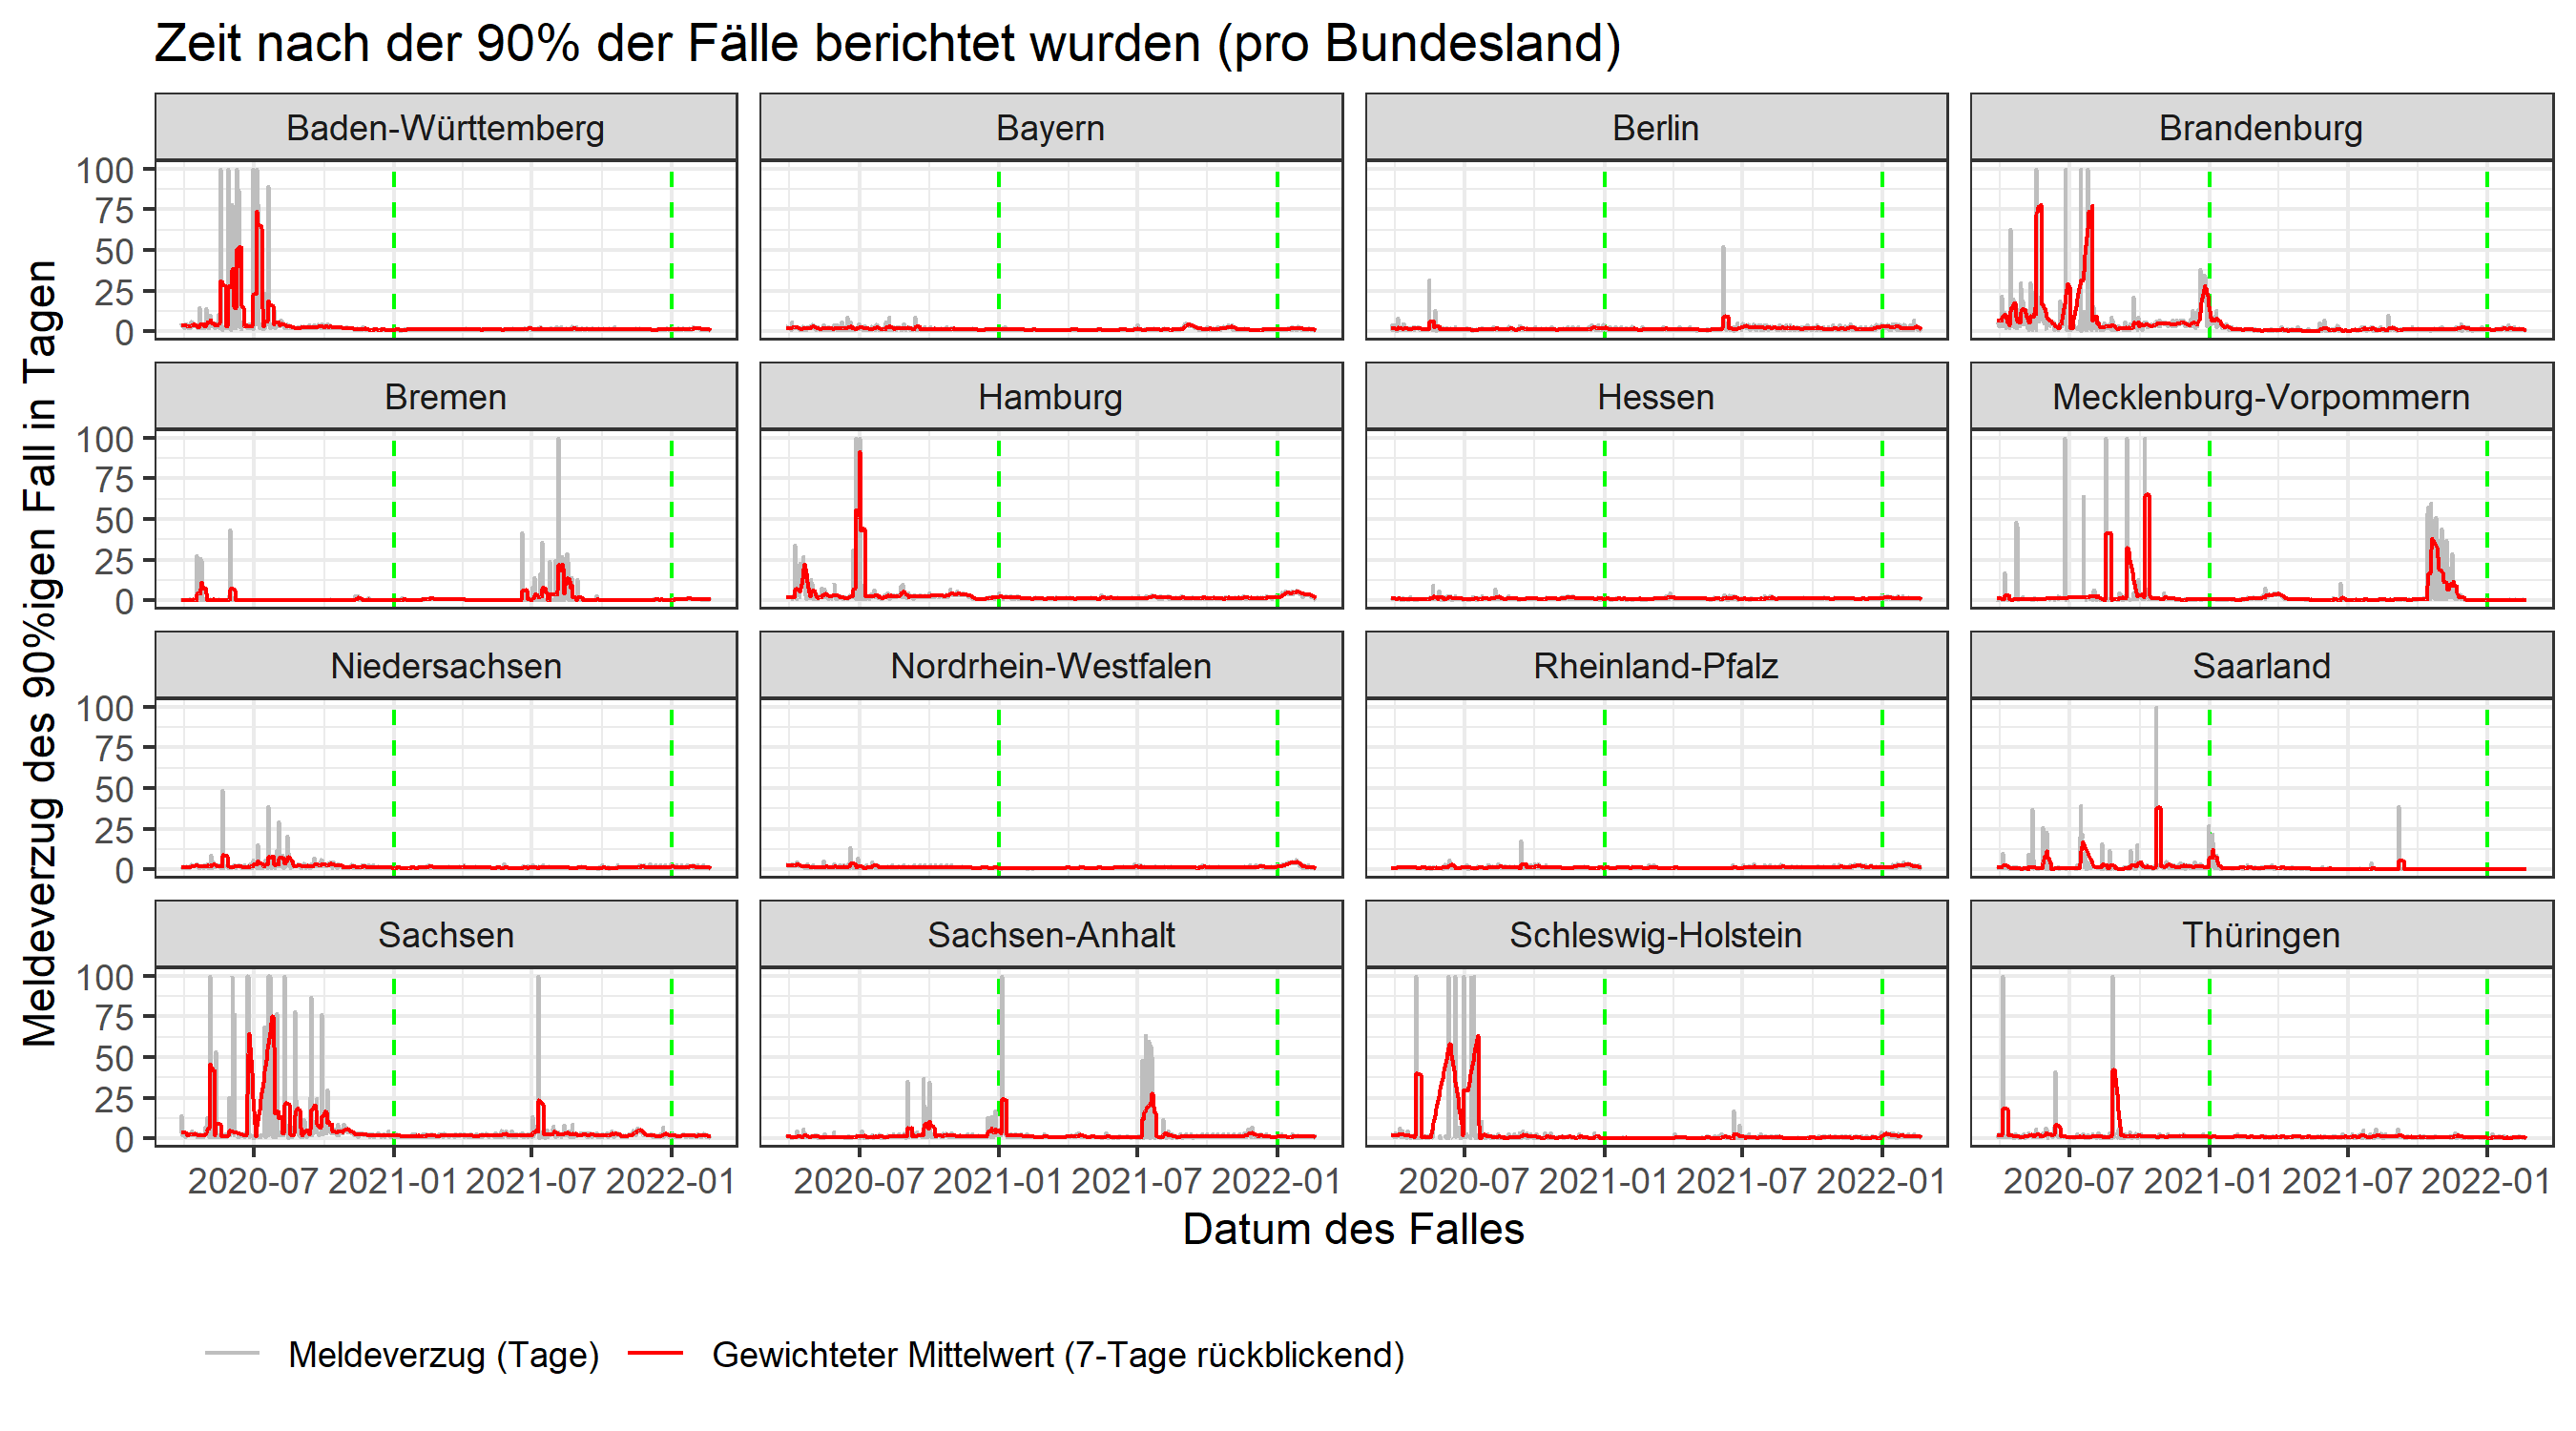 Zeit nach der 90% der Fälle berichtet wurden (pro Bundesland)
Meldeverzug des 90%igen Fall in Tagen
Baden-Württemberg Bayern Berlin Brandenburg
100
75
50
25
0
Bremen Hamburg Hessen Mecklenburg-Vorpommern
100
75
50
25
0
Niedersachsen Nordrhein-Westfalen Rheinland-Pfalz Saarland
100
75
50
25
0
Sachsen Sachsen-Anhalt Schleswig-Holstein Thüringen
100
75
50
25
0
2020-07 2021-01 2021-07 2022-01 2020-07 2021-01 2021-07 2022-01 2020-07 2021-01 2021-07 2022-01 2020-07 2021-01 2021-07 2022-01
Datum des Falles
Meldeverzug (Tage) Gewichteter Mittelwert (7-Tage rückblickend)